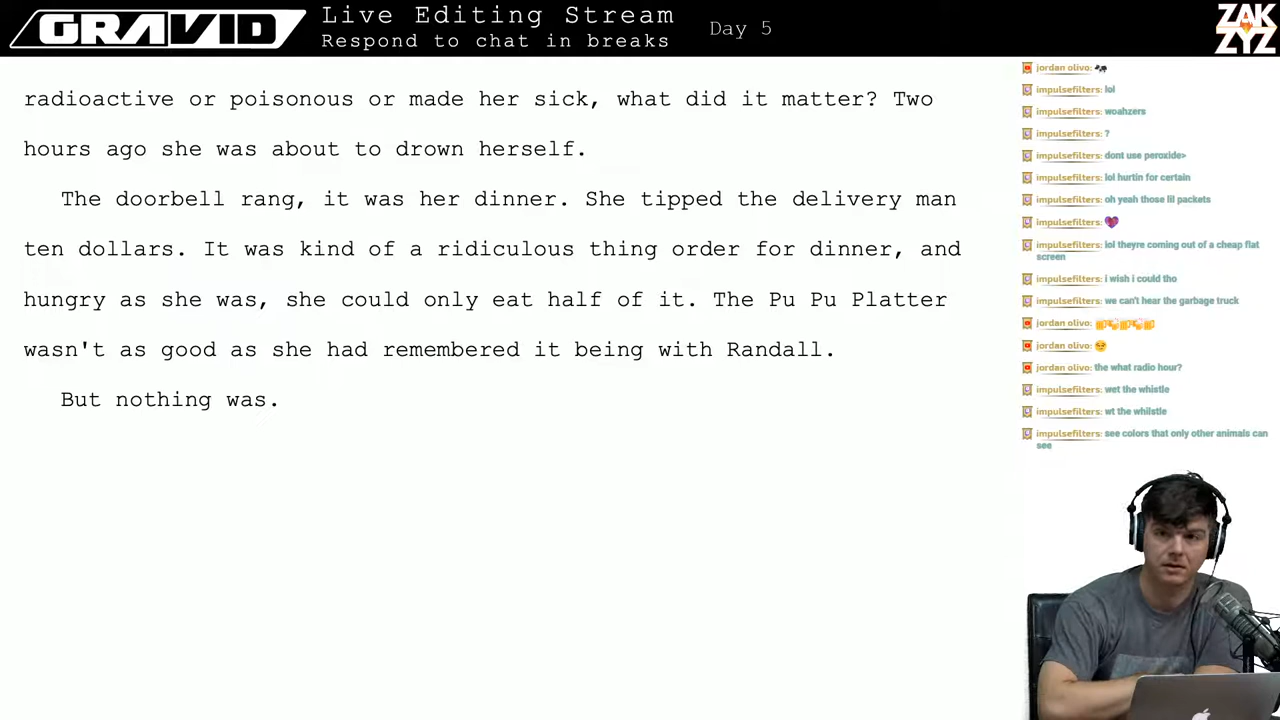 GRAVID
Live Editing Stream
Respond to chat in breaks
Day 5
ZAK
ZYZ
radioactive or poisonous or made her sick, what did it matter? Two
hours ago she was about to drown herself.
The doorbell rang, it was her dinner. She tipped the delivery man
ten dollars. It was kind of a ridiculous thing order for dinner, and
hungry as she was, she could only eat half of it. The Pu Pu Platter
wasn't as good as she had remembered it being with Randall.
But nothing was.
jordan olivo:
impulsefilters: lol
impulsefilters: woahzers
impulsefilters: ?
impulsefilters: dont use peroxide>
impulsefilters: lol hurtin for certain
impulsefilters: oh yeah those lil packets
impulsefilters:
impulsefilters: lol theyre coming out of a cheap flat
screen
impulsefilters: i wish i could tho
impulsefilters: we can't hear the garbage truck
jordan olivo:
jordan olivo:
jordan olivo: the what radio hour?
impulsefilters: wet the whistle
impulsefilters: wt the whilstle
impulsefilters: see colors that only other animals can
see